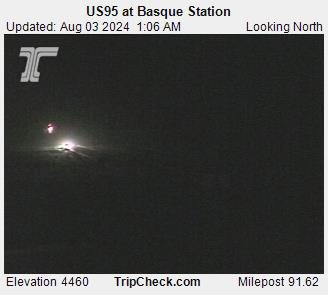 US95 at Basque Station
Updated: Aug 03 2024 1:06 AM Looking North
Elevation 4460 TripCheck.com Milepost 91.62